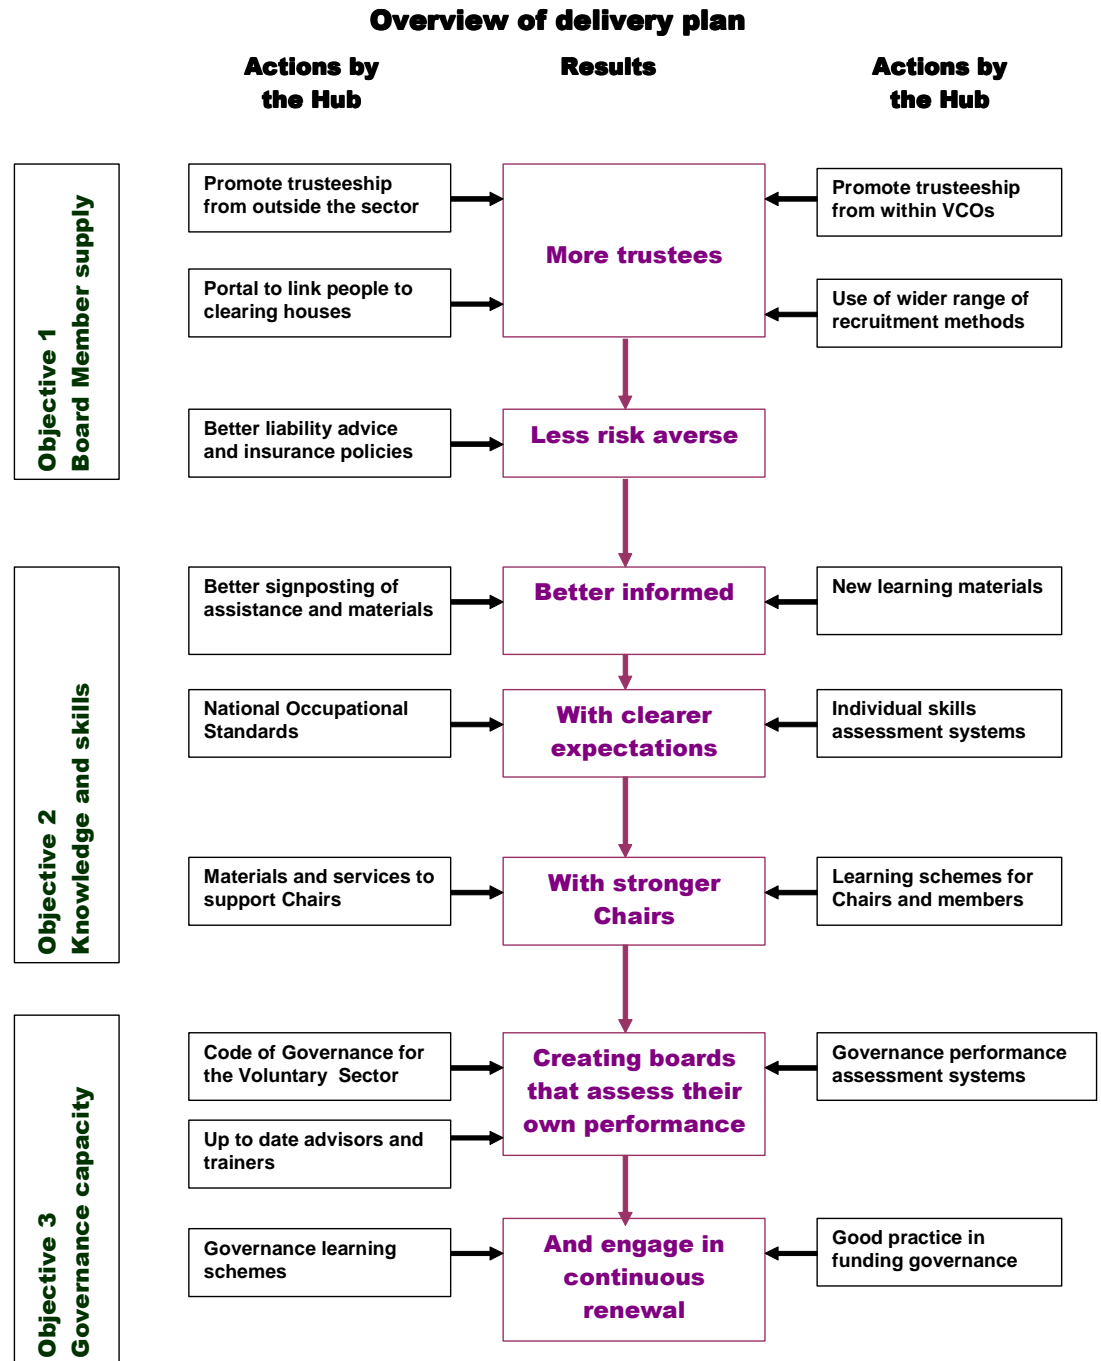 Overview of delivery plan
Actions by
the Hub
Results
Actions by
the Hub
Objective 1
Board Member supply
Promote trusteeship
from outside the sector
More trustees
Promote trusteeship
from within VCOs
Portal to link people to
clearing houses
Use of wider range of
recruitment methods
Better liability advice
and insurance policies
Less risk averse
Objective 2
Knowledge and skills
Better signposting of
assistance and materials
Better informed
New learning materials
National Occupational
Standards
With clearer
expectations
Individual skills
assessment systems
Materials and services to
support Chairs
With stronger
Chairs
Learning schemes for
Chairs and members
Objective 3
Governance capacity
Code of Governance for
the Voluntary  Sector
Creating boards
that assess their
own performance
Governance performance
assessment systems
Up to date advisors and
trainers
Governance learning
schemes
And engage in
continuous
renewal
Good practice in
funding governance